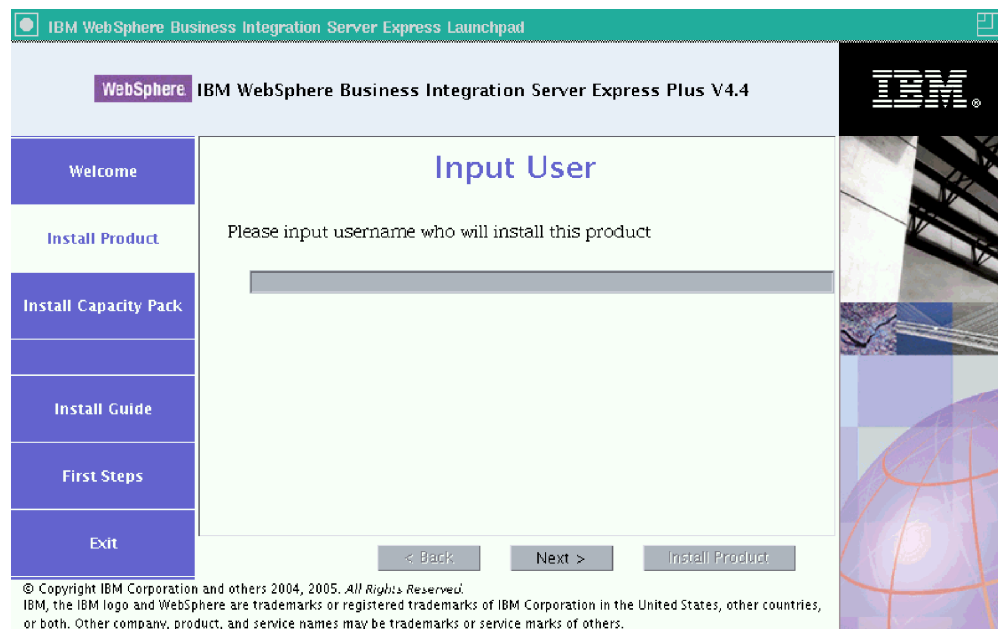 IBM WebSphere Business Integration Server Express Launchpad
WebSphere. IBM WebSphere Business Integration Server Express Plus V4.4
IBM®
Welcome
Install Product
Install Capacity Pack
Install Guide
First Steps
Exit
Input User
Please input username who will install this product
< Back
Next >
Install Product
© Copyright IBM Corporation and others 2004, 2005. All Rights Reserved.
IBM, the IBM logo and WebSphere are trademarks or registered trademarks of IBM Corporation in the United States, other countries,
or both. Other company, product, and service names may be trademarks or service marks of others.